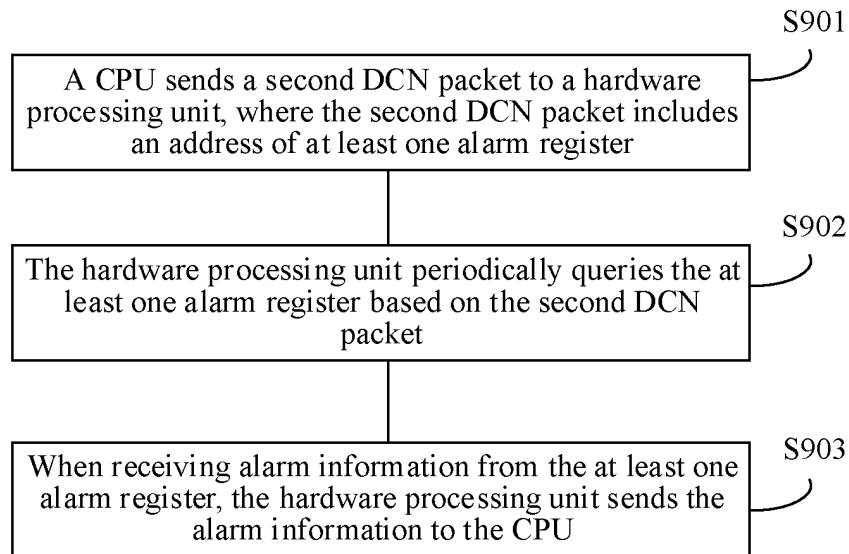 S901
A CPU sends a second DCN packet to a hardware
processing unit, where the second DCN packet includes
an address of at least one alarm register
S902
The hardware processing unit periodically queries the at
least one alarm register based on the second DCN
packet
S903
When receiving alarm information from the at least one
alarm register, the hardware processing unit sends the
alarm information to the CPU